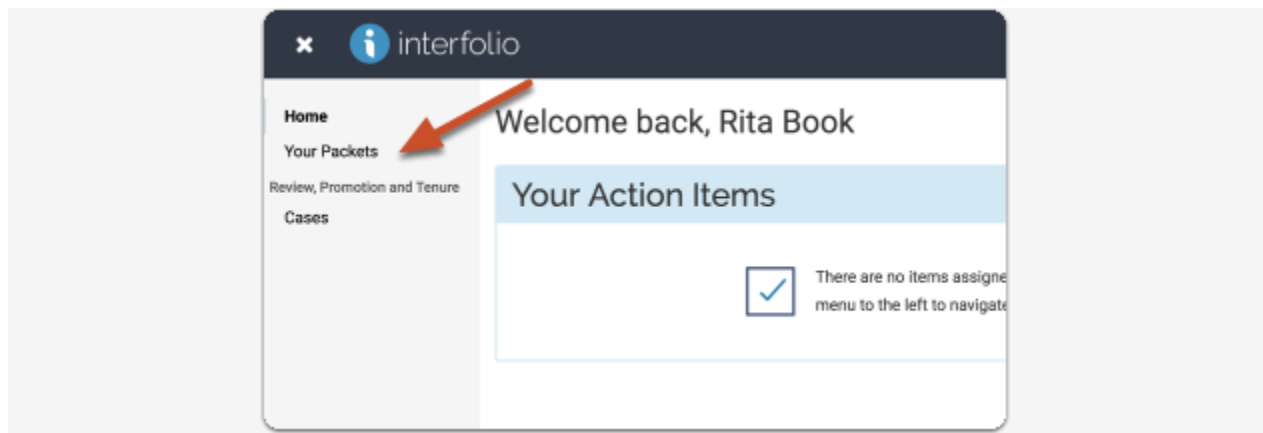 interfolio
Home
Your Packets
Review, Promotion and Tenure
Cases
Welcome back, Rita Book
Your Action Items
There are no items assigne
menu to the left to navigate